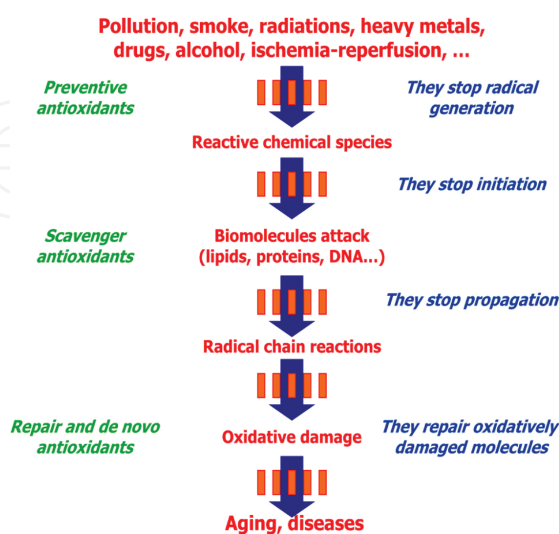 Pollution, smoke, radiations, heavy metals,
drugs, alcohol, ischemia-reperfusion, ...
Preventive
antioxidants
They stop radical
generation
Reactive chemical species
They stop initiation
Scavenger
antioxidants
Biomolecules attack
(lipids, proteins, DNA...)
They stop propagation
Radical chain reactions
Repair and de novo
antioxidants
Oxidative damage
They repair oxidatively
damaged molecules
Aging, diseases